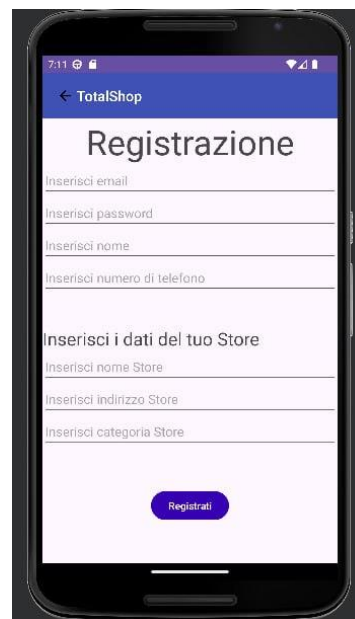 7:11
TotalShop
Registrazione
Inserisci email
Inserisci password
Inserisci nome
Inserisci numero di telefono
Inserisci i dati del tuo Store
Inserisci nome Store
Inserisci indirizzo Store
Inserisci categoria Store
Registrati